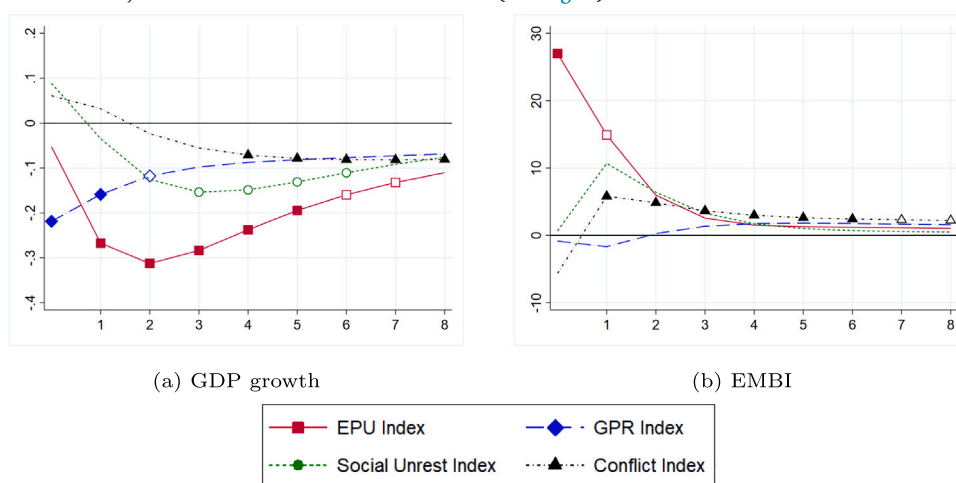 .2
.1
0
-.1
-.2
-.3
-.4
1 2 3 4 5 6 7 8
30
20
10
0
-10
1 2 3 4 5 6 7 8
(a) GDP growth
(b) EMBI
EPU Index
GPR Index
Social Unrest Index
Conflict Index